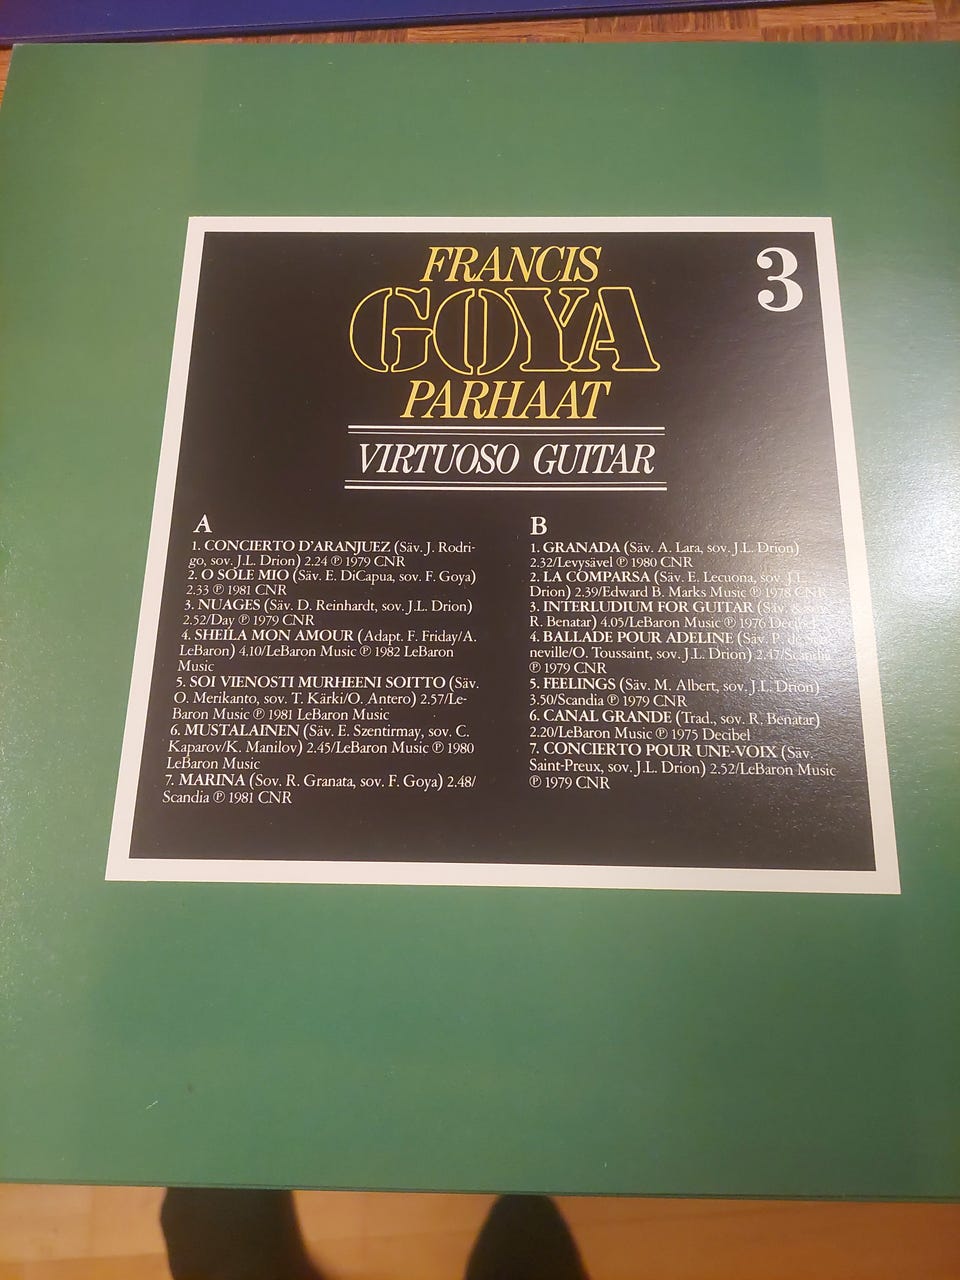 FRANCIS
GOYA
PARHAAT
3
VIRTUOSO GUITAR
A
1. CONCIERTO D'ARANJUEZ (Säv. J. Rodri-
go, sov. J.L. Drion) 2.24 ℗ 1979 CNR
2. O SOLE MIO (Säv. E. DiCapua, sov. F. Goya)
2.33 ℗ 1981 CNR
3. NUAGES (Säv. D. Reinhardt, sov. J.L. Drion)
2.52/Day ℗ 1979 CNR
4. SHEILA MON AMOUR (Adapt. F. Friday/A.
LeBaron) 4.10/LeBaron Music ℗ 1982 LeBaron
Music
5. SOI VIENOSTI MURHEENI SOITTO (Säv.
O. Merikanto, sov. T. Kärki/O. Antero) 2.57/Le-
Baron Music ℗ 1981 LeBaron Music
6. MUSTALAINEN (Säv. E. Szentirmay, sov. C.
Kaparov/K. Manilov) 2.45/LeBaron Music ℗ 1980
LeBaron Music
7. MARINA (Sov. R. Granata, sov. F. Goya) 2.48/
Scandia ℗ 1981 CNR
B
1. GRANADA (Säv. A. Lara, sov. J.L. Drion)
2.32/Levysävel ℗ 1980 CNR
2. LA COMPARSA (Säv. E. Lecuona, sov. J.L.
Drion) 2.39/Edward B. Marks Music ℗ 1978 CNR
3. INTERLUDIUM FOR GUITAR (Säv. & sov.
R. Benatar) 4.05/LeBaron Music ℗ 1976 Decibel
4. BALLADE POUR ADELINE (Säv. P. de Sen-
neville/O. Toussaint, sov. J.L. Drion) 2.47/Scandia
℗ 1979 CNR
5. FEELINGS (Säv. M. Albert, sov. J.L. Drion)
3.50/Scandia ℗ 1979 CNR
6. CANAL GRANDE (Trad., sov. R. Benatar)
2.20/LeBaron Music ℗ 1975 Decibel
7. CONCIERTO POUR UNE-VOIX (Säv.
Saint-Preux, sov. J.L. Drion) 2.52/LeBaron Music
℗ 1979 CNR